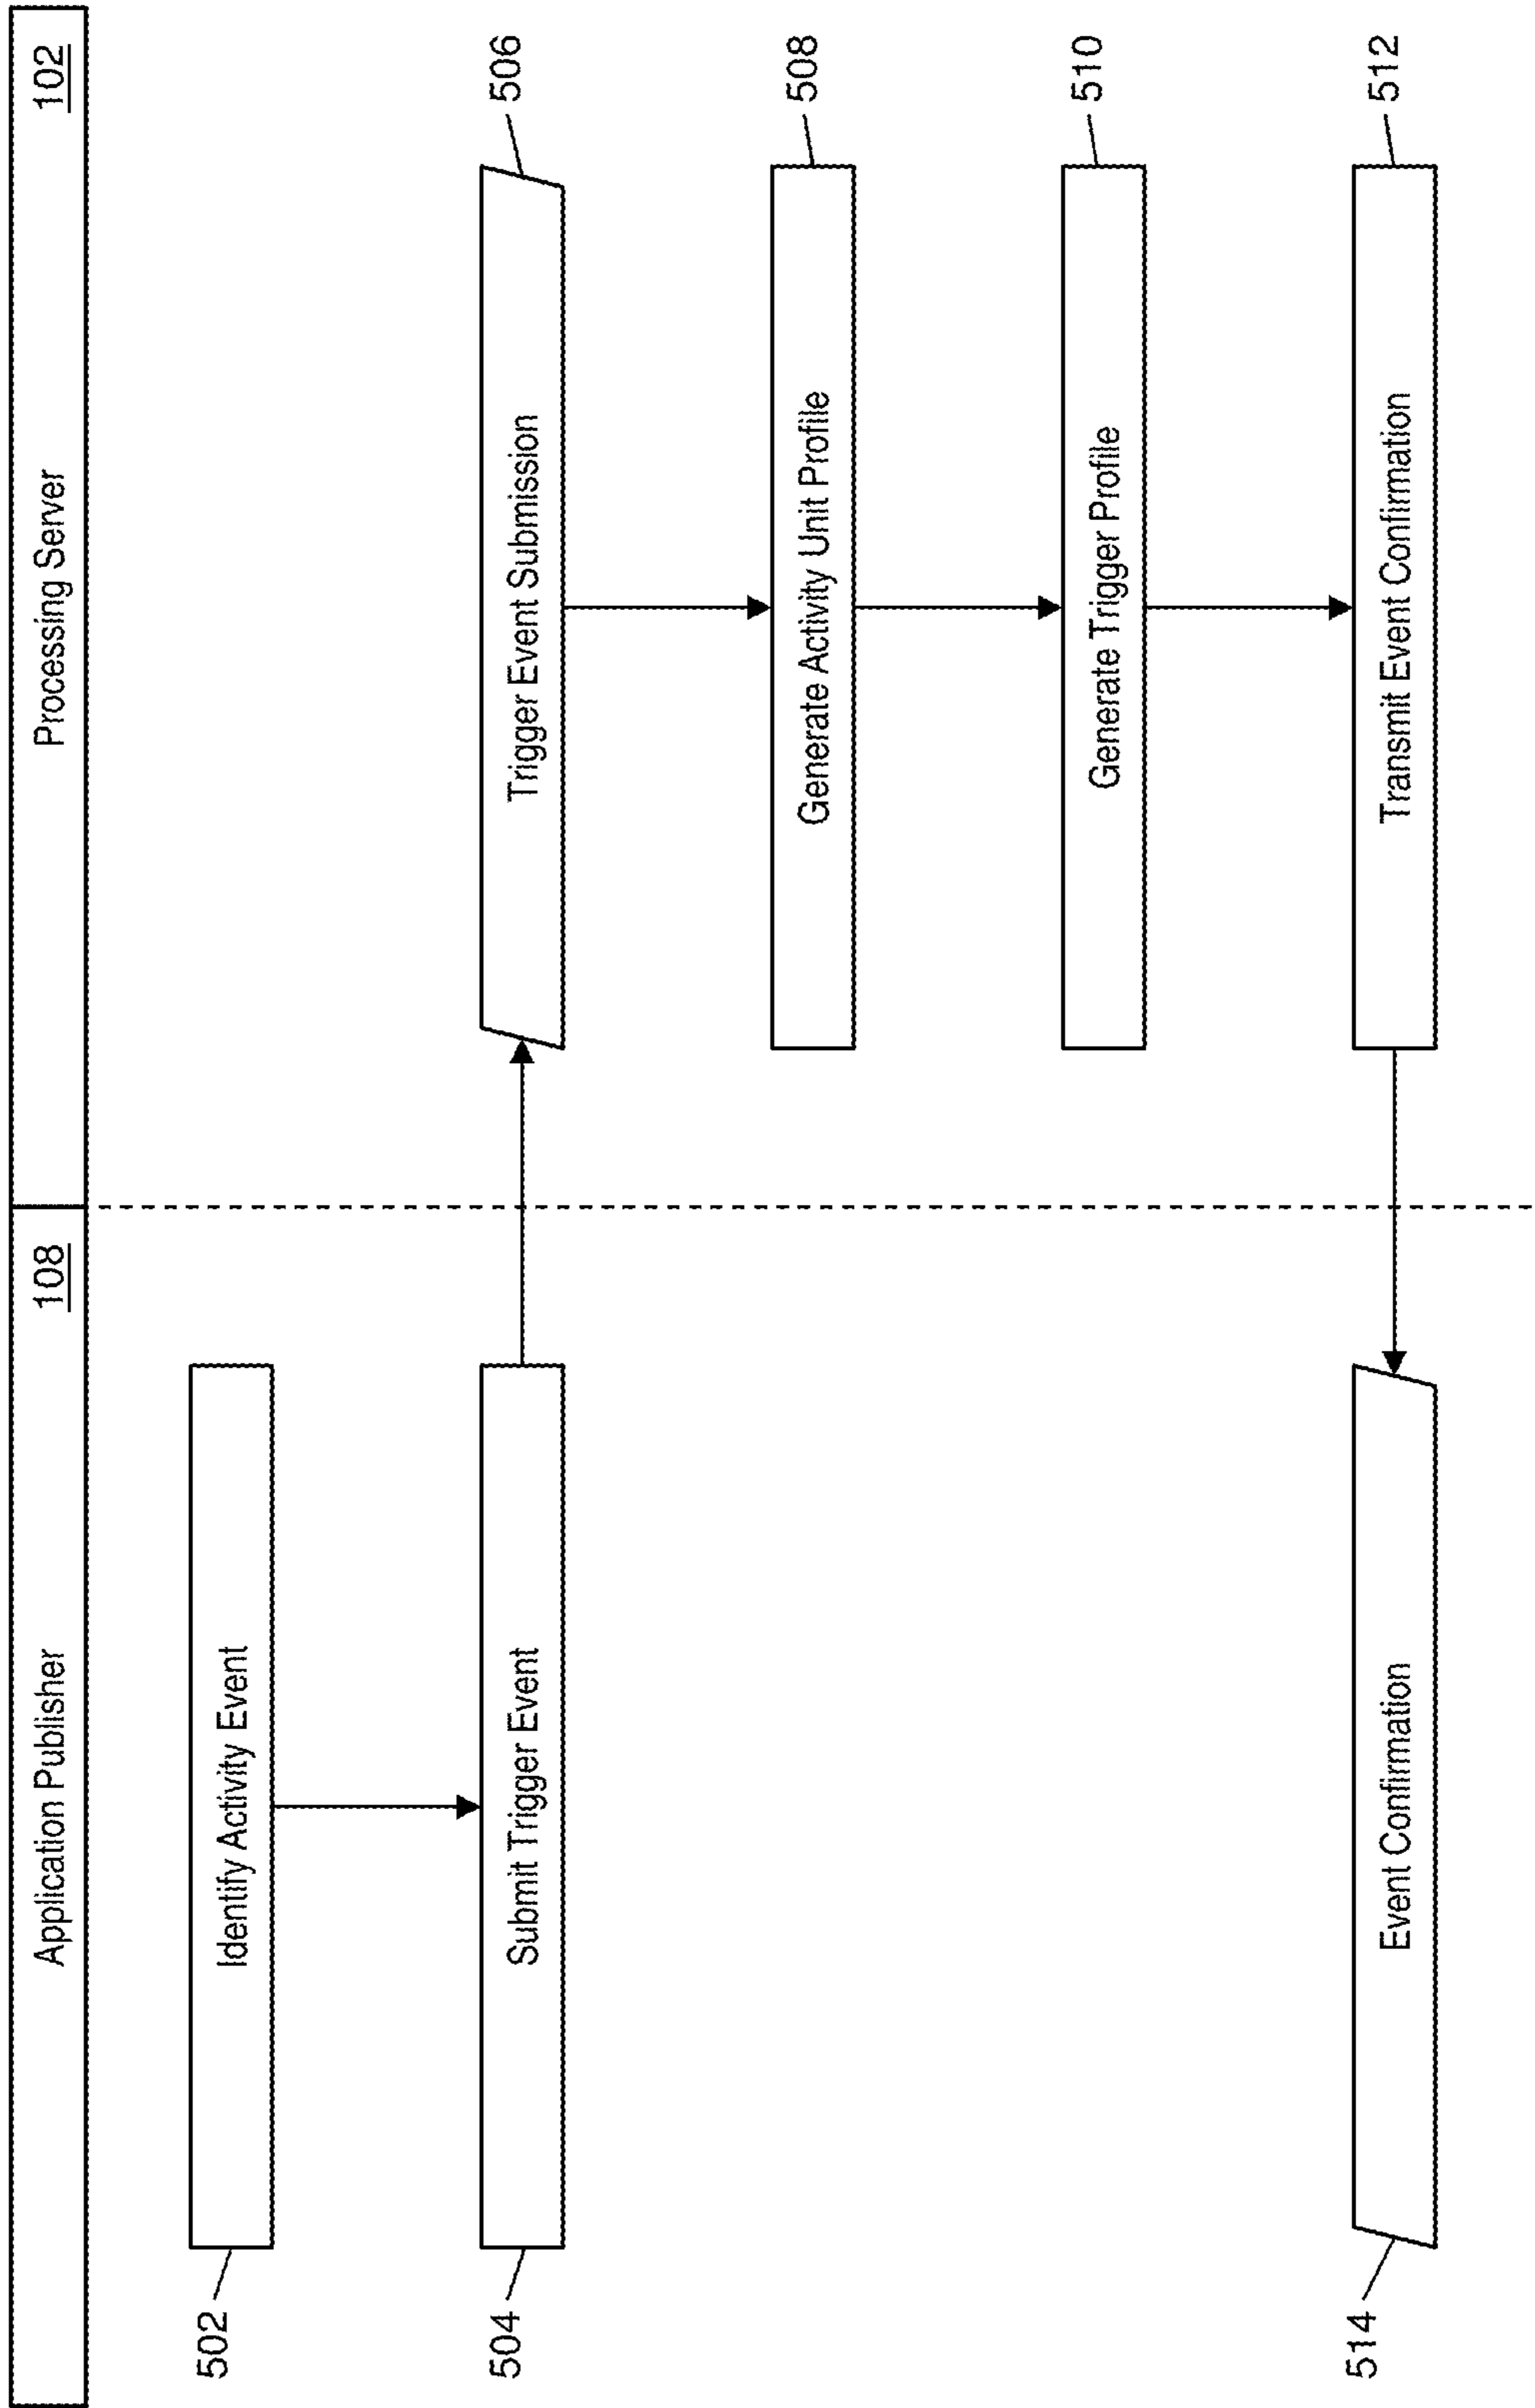 Application Publisher 108
Processing Server 102
502
Identify Activity Event
504
Submit Trigger Event
Trigger Event Submission
506
Generate Activity Unit Profile
508
Generate Trigger Profile
510
514
Event Confirmation
Transmit Event Confirmation
512